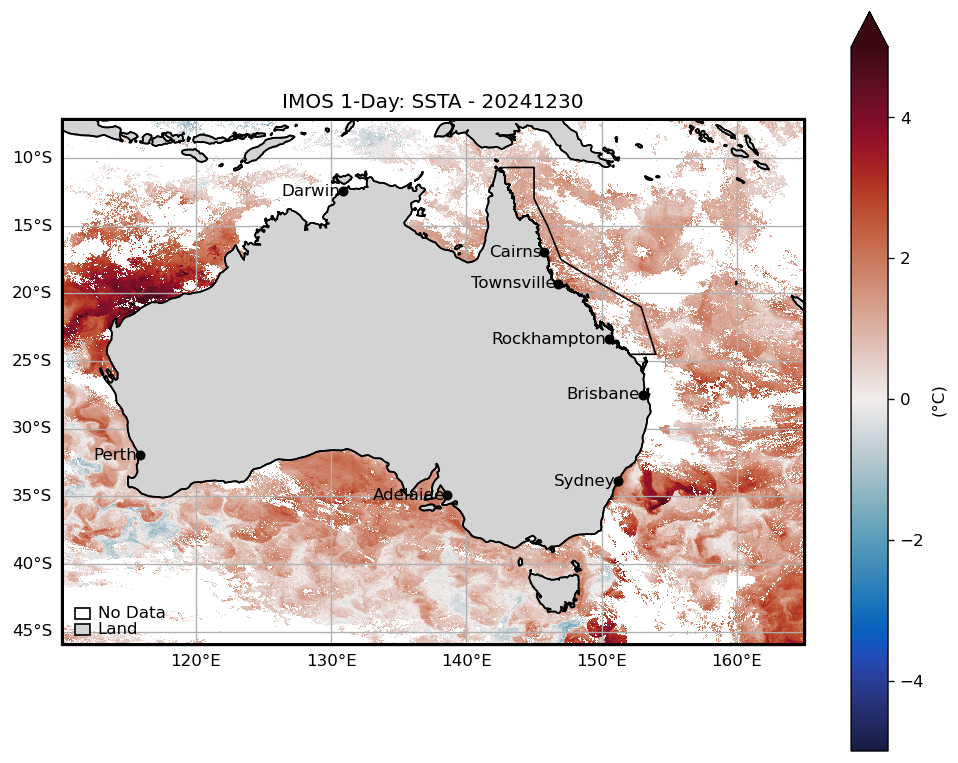 IMOS 1-Day: SSTA - 20241230
10°S
15°S
20°S
25°S
30°S
35°S
40°S
45°S
Darwin
Cairns
Townsville
Rockhampton
Brisbane
Perth
Sydney
Adelaide
No Data
Land
120°E 130°E 140°E 150°E 160°E
4
2
0
−2
−4
(°C)